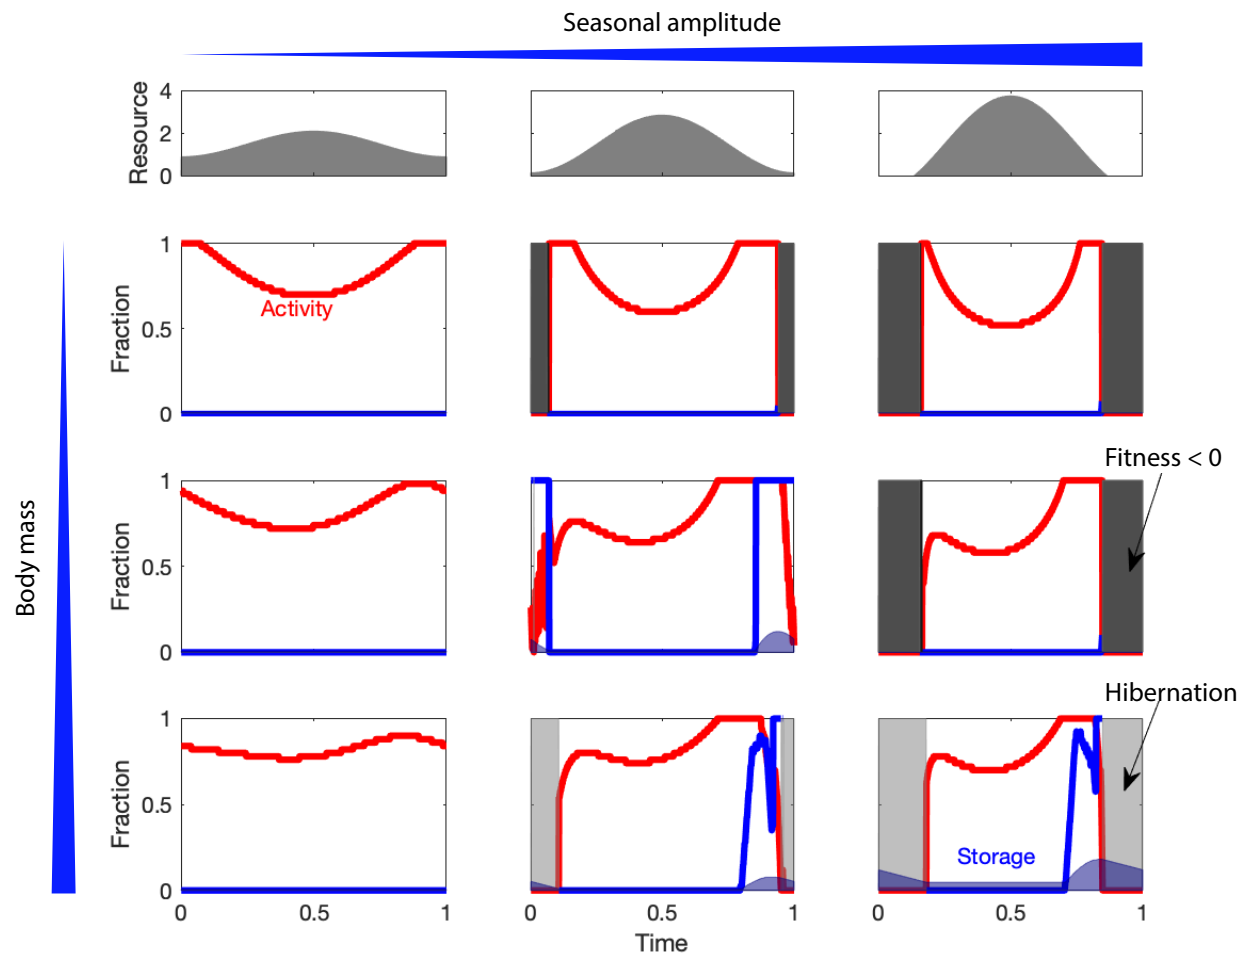 Seasonal amplitude
Resource
4
2
0
Body mass
Fraction
1
0.5
0
Activity
Fraction
1
0.5
0
Fitness < 0
Fraction
1
0.5
0
Hibernation
Storage
0 0.5 1 0 0.5 1 0 0.5 1
Time